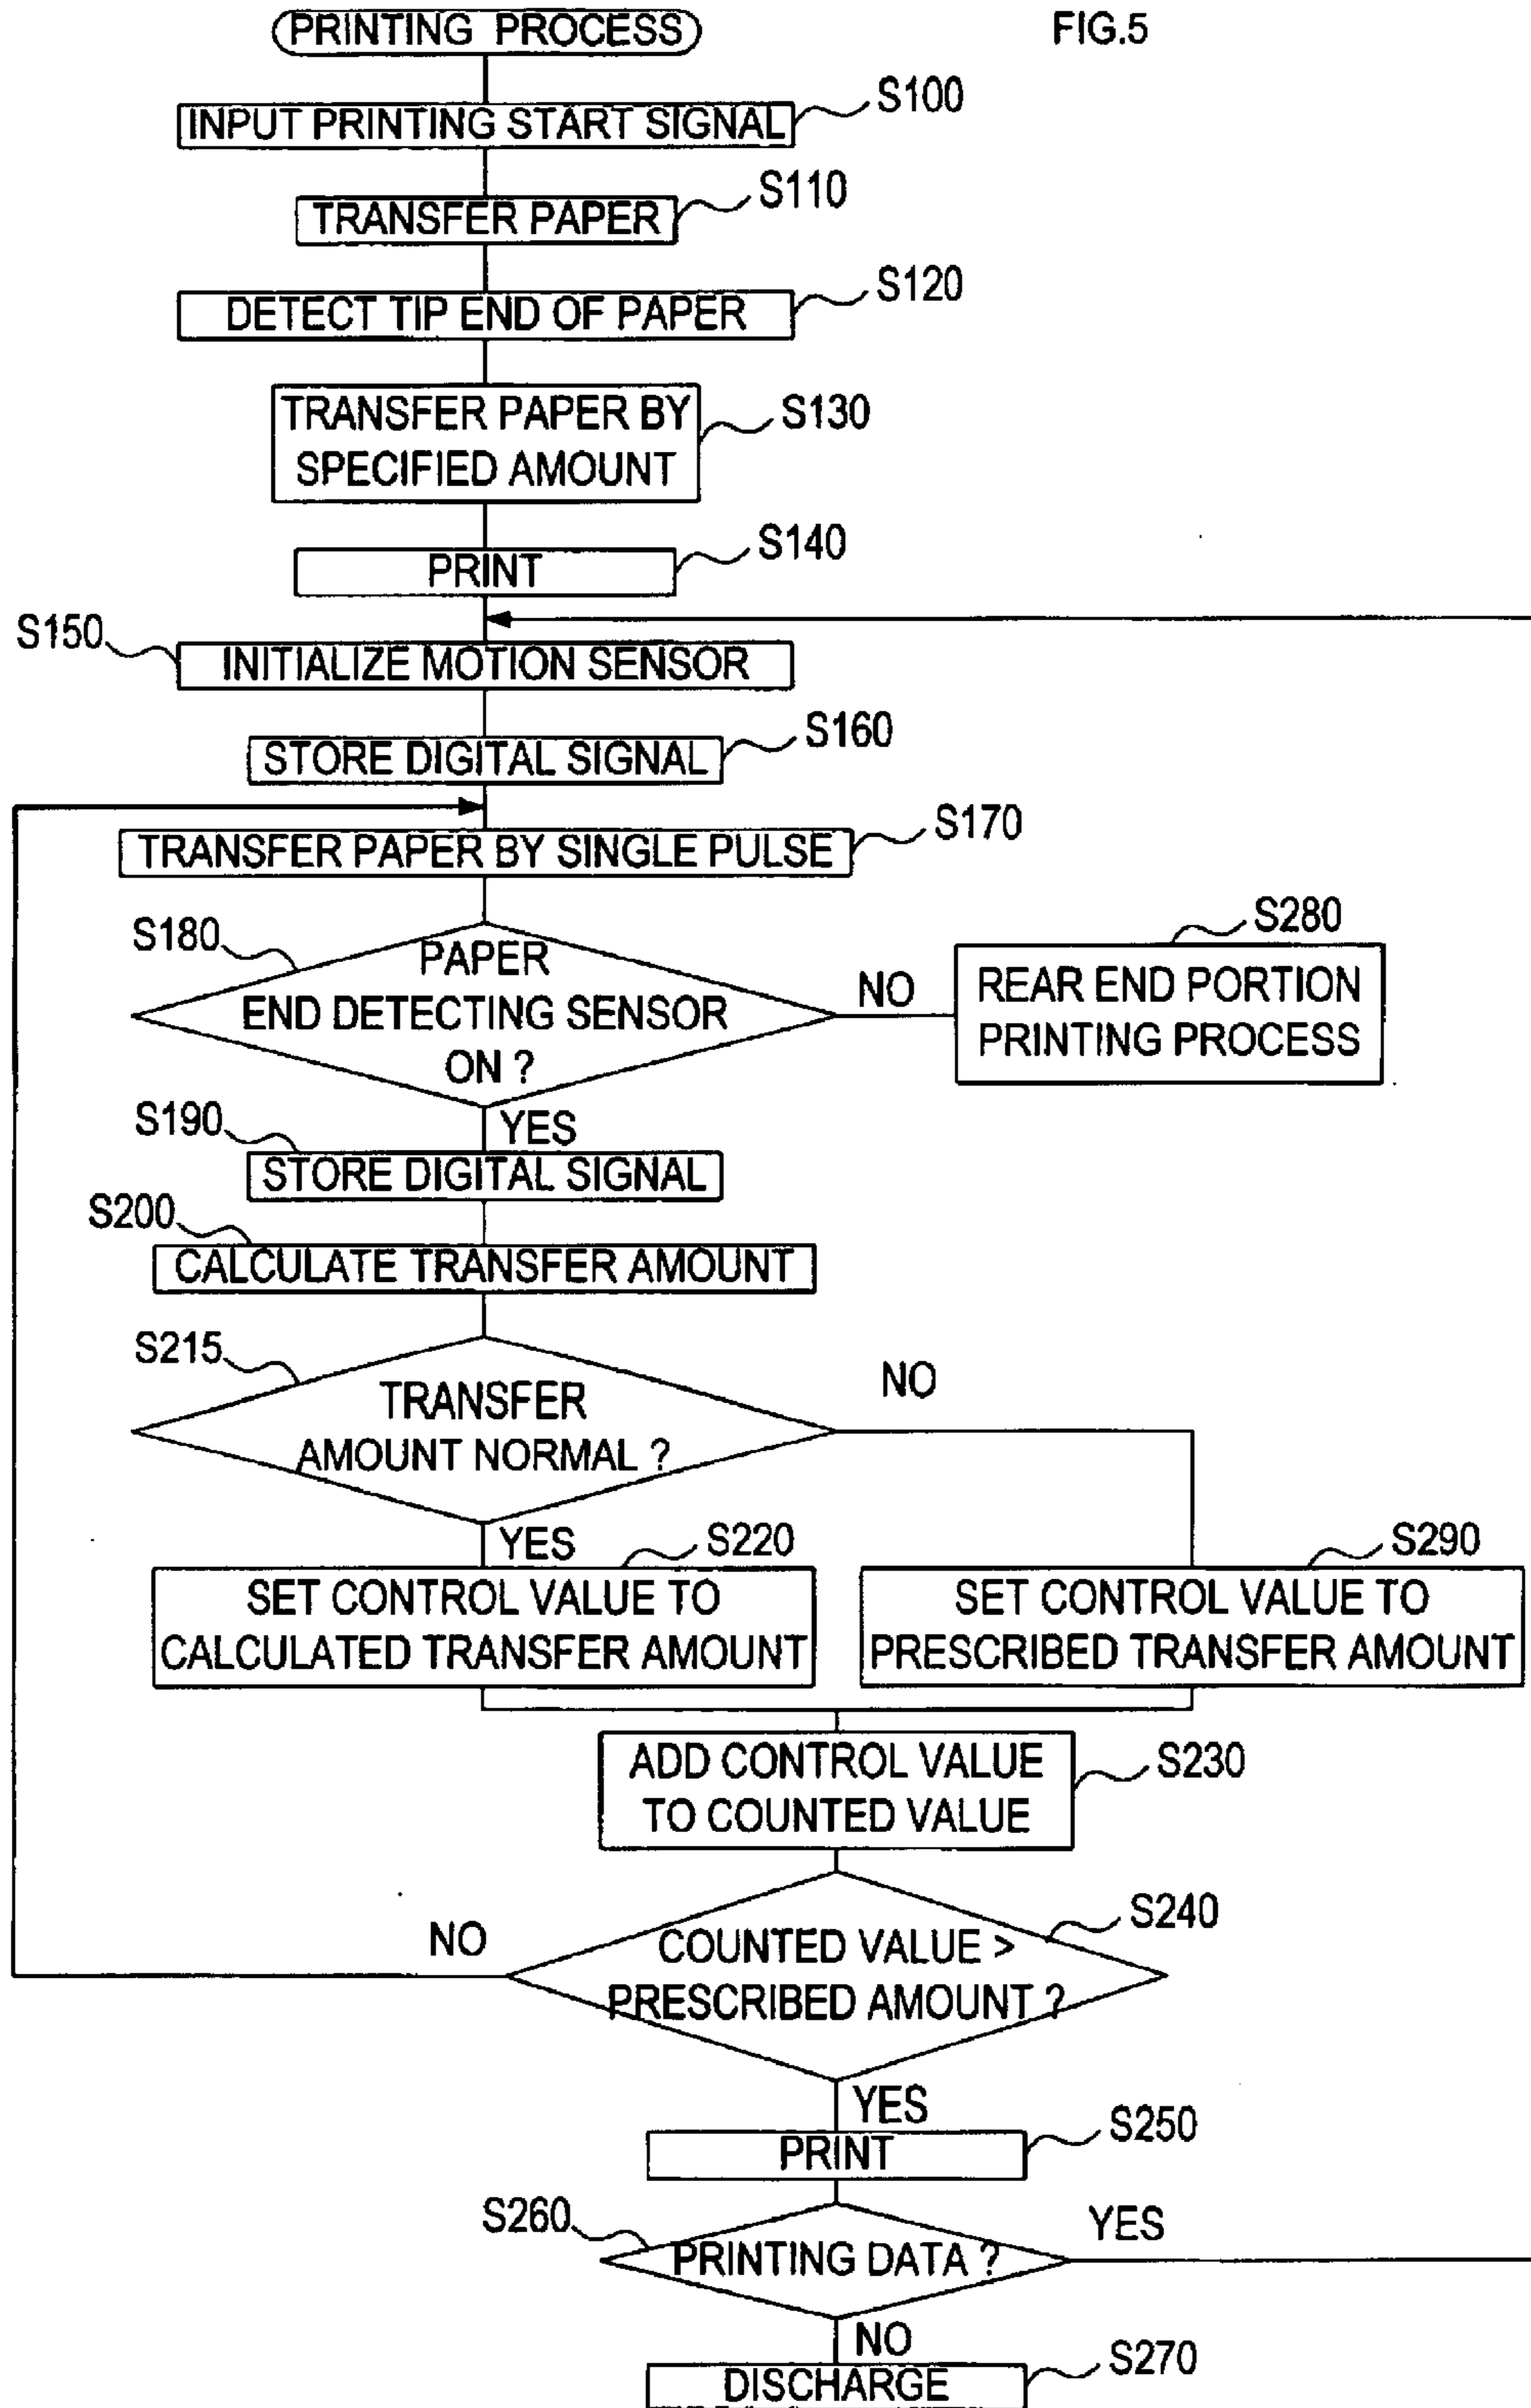 PRINTING PROCESS
FIG.5
INPUT PRINTING START SIGNAL
S100
TRANSFER PAPER
S110
DETECT TIP END OF PAPER
S120
TRANSFER PAPER BY
SPECIFIED AMOUNT
S130
PRINT
S140
S150
INITIALIZE MOTION SENSOR
STORE DIGITAL SIGNAL
S160
TRANSFER PAPER BY SINGLE PULSE
S170
S180
PAPER
END DETECTING SENSOR
ON ?
NO
S280
REAR END PORTION
PRINTING PROCESS
YES
S190
STORE DIGITAL SIGNAL
S200
CALCULATE TRANSFER AMOUNT
S215
TRANSFER
AMOUNT NORMAL ?
NO
YES
S220
SET CONTROL VALUE TO
CALCULATED TRANSFER AMOUNT
S290
SET CONTROL VALUE TO
PRESCRIBED TRANSFER AMOUNT
ADD CONTROL VALUE
TO COUNTED VALUE
S230
S240
COUNTED VALUE >
PRESCRIBED AMOUNT ?
NO
YES
PRINT
S250
S260
PRINTING DATA ?
YES
NO
DISCHARGE
S270